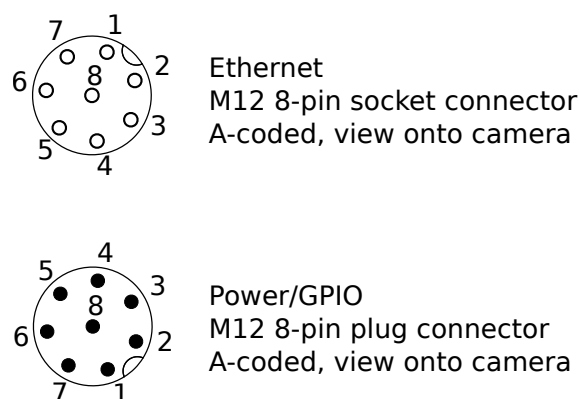 7 1
6 8 2
5 4 3
Ethernet
M12 8-pin socket connector
A-coded, view onto camera
5 4 3
6 8 2
7 1
Power/GPIO
M12 8-pin plug connector
A-coded, view onto camera